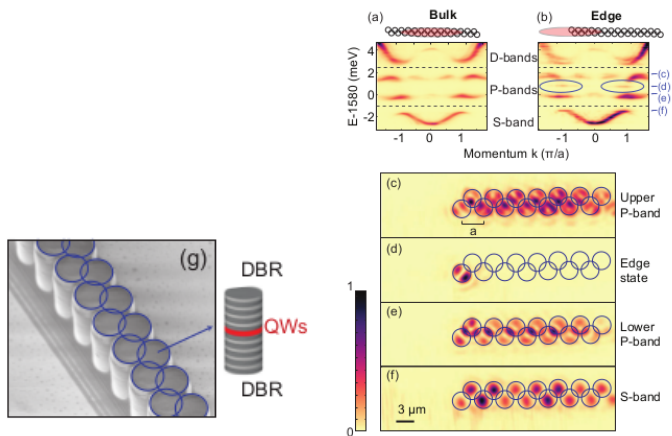 (a)
Bulk
(b)
Edge
4
2
0
-2
E-1580 (meV)
D-bands
P-bands
S-band
(c)
(d)
(e)
(f)
-1
0
1
-1
0
1
Momentum k (π/a)
(c)
a
Upper
P-band
(d)
Edge
state
(e)
Lower
P-band
(f)
3 μm
S-band
1
0
(g)
DBR
QWs
DBR